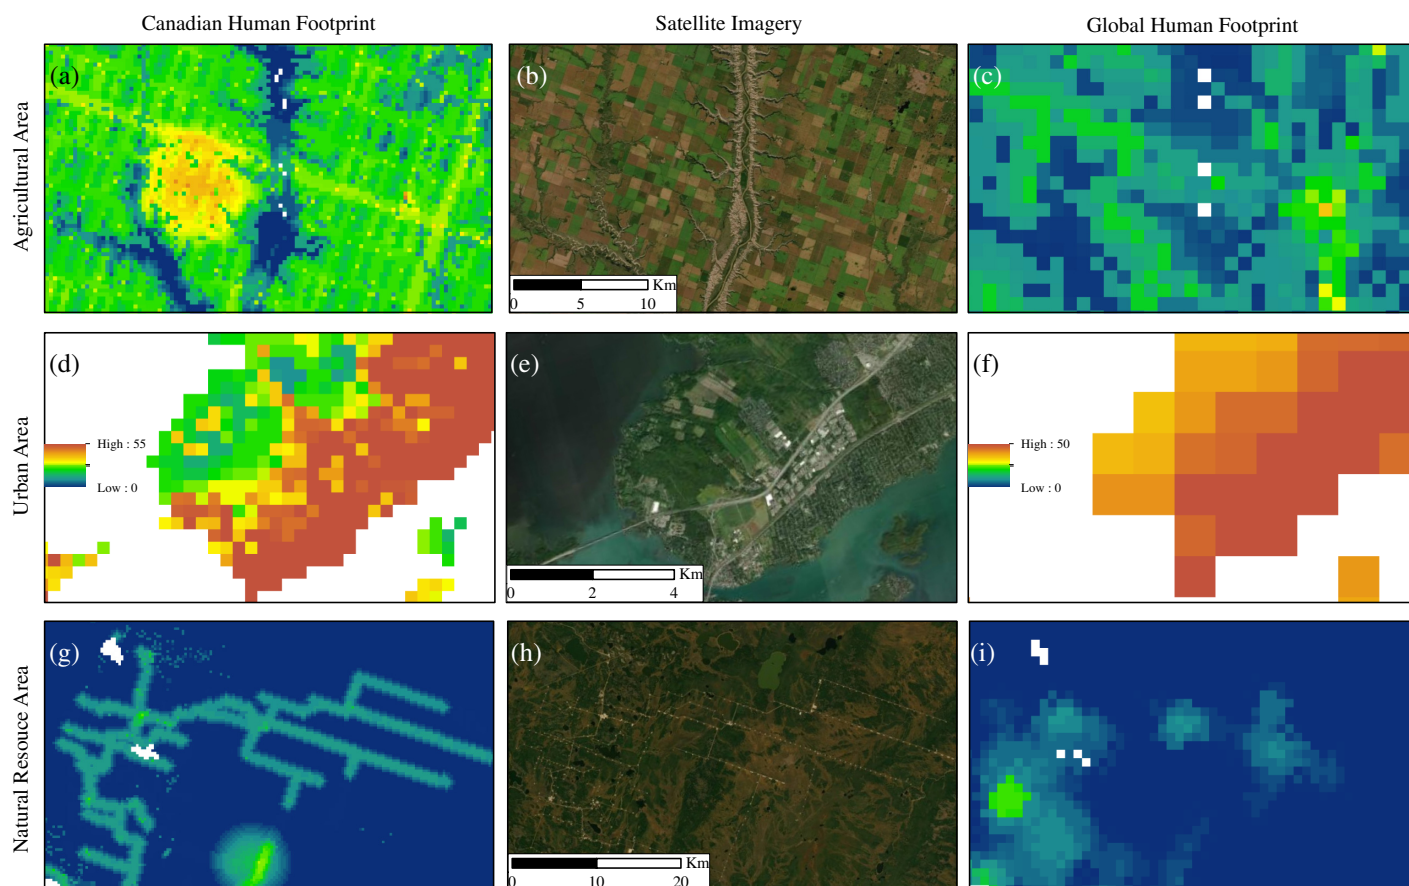 Canadian Human Footprint
Satellite Imagery
Global Human Footprint
Agricultural Area
(a)
(b)
(c)
Km
0 5 10
Urban Area
(d)
(e)
(f)
High : 55
Low : 0
High : 50
Low : 0
Km
0 2 4
Natural Resouce Area
(g)
(h)
(i)
Km
0 10 20